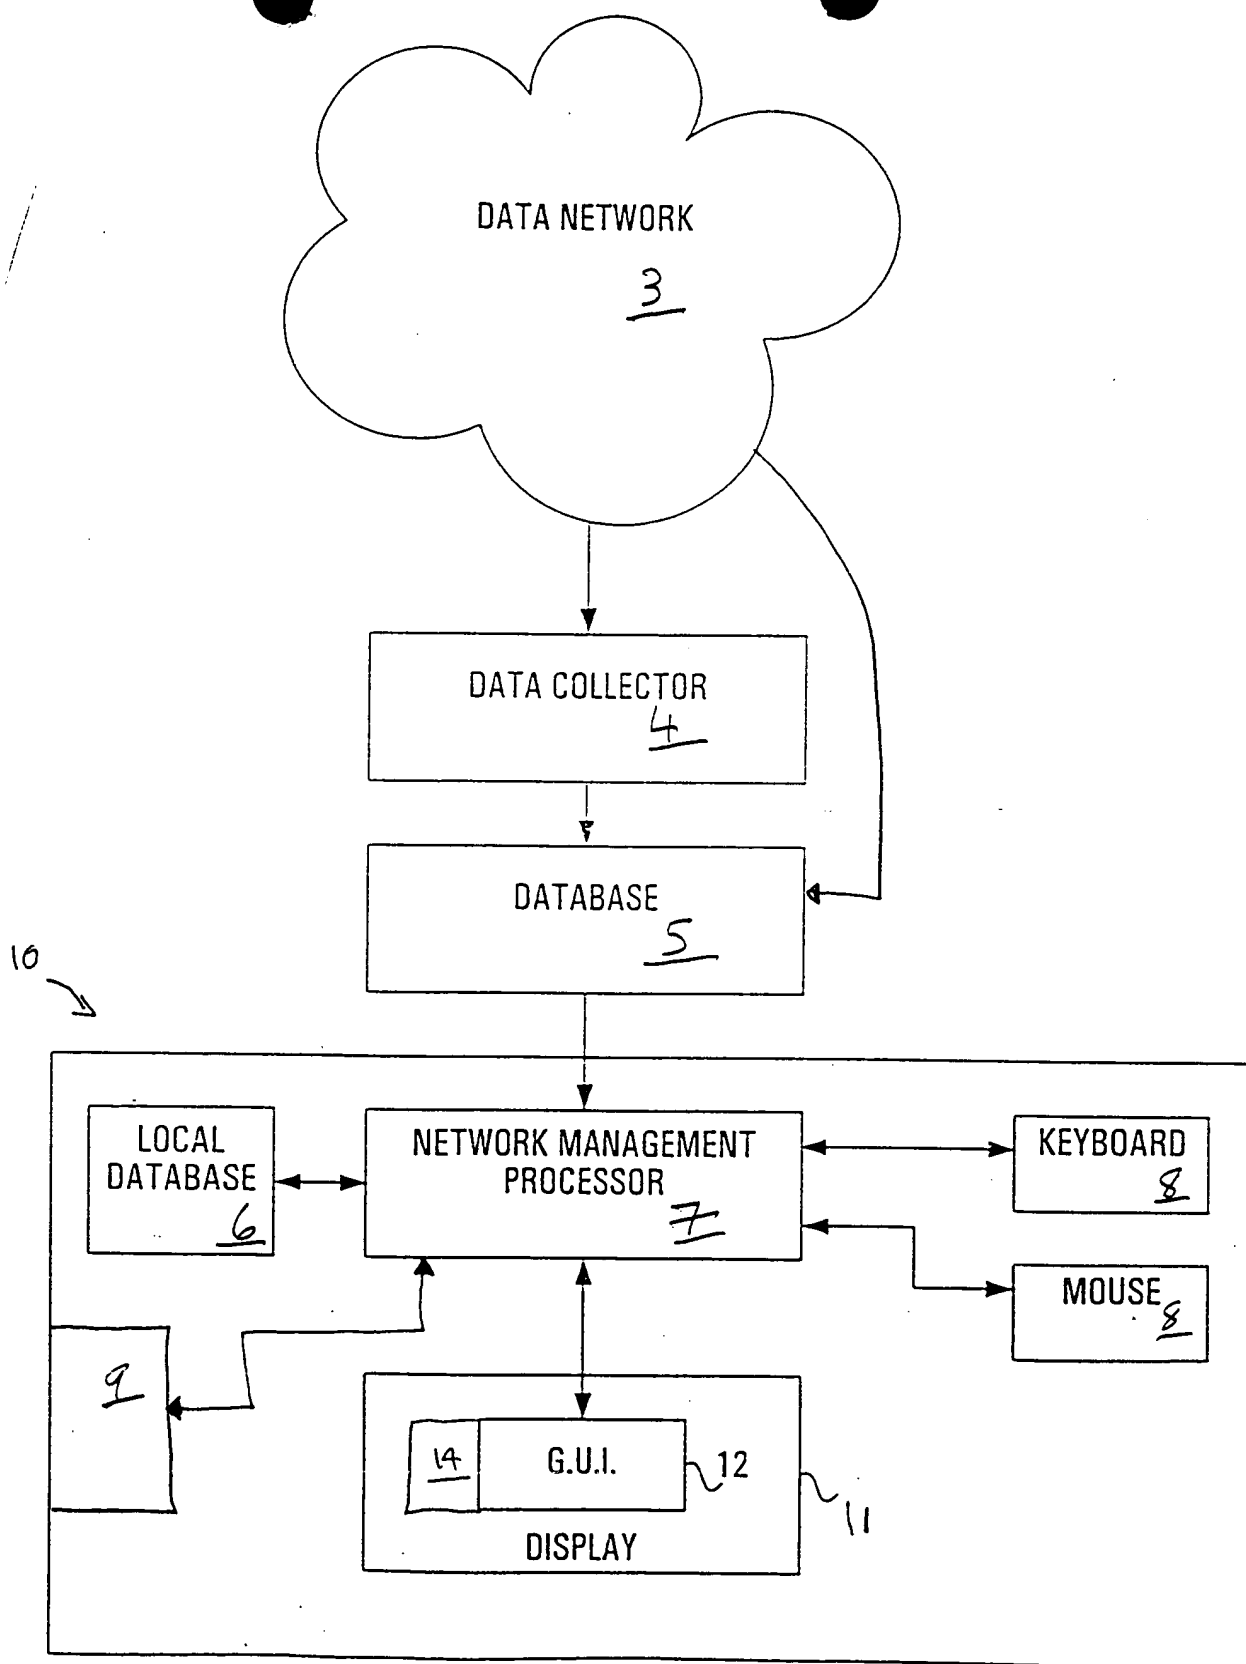 DATA NETWORK
3
DATA COLLECTOR
4
DATABASE
5
10
LOCAL
DATABASE
6
NETWORK MANAGEMENT
PROCESSOR
7
KEYBOARD
8
MOUSE
8
9
14
G.U.I.
12
11
DISPLAY